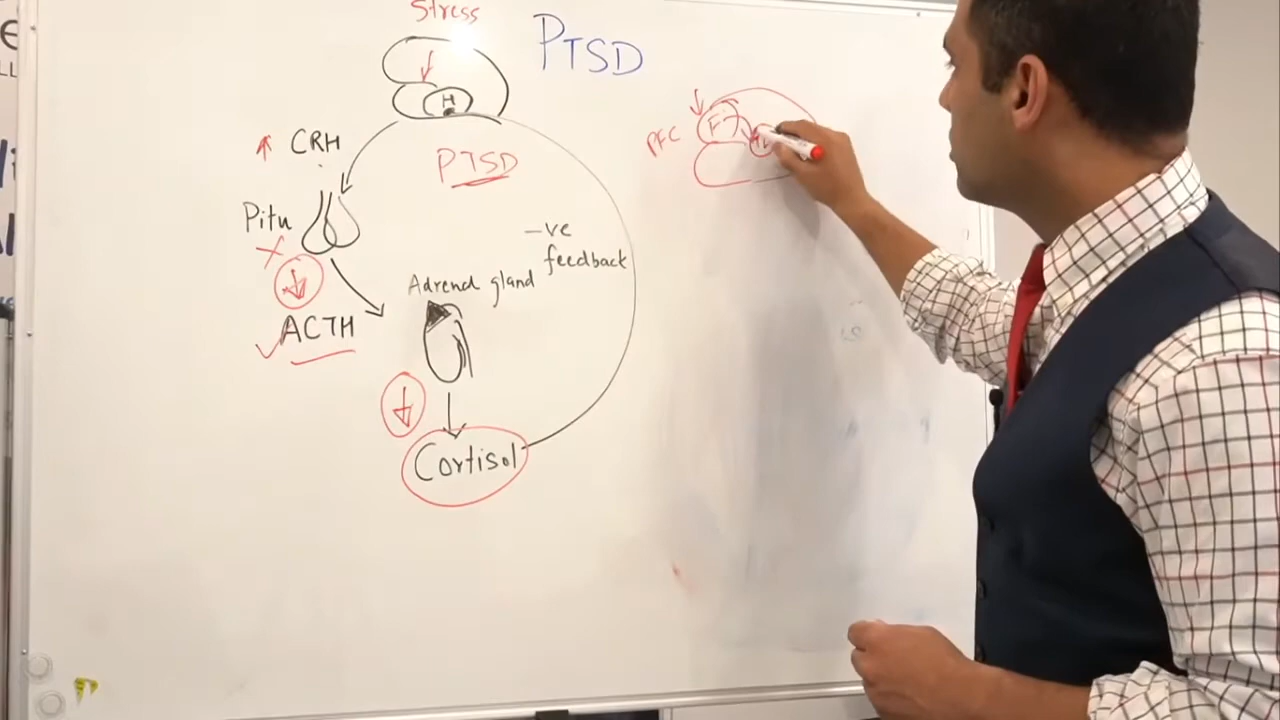 Stress
PTSD
H
CRH
PTSD
PFC
F
Pitu
-ve
feedback
Adrenal gland
ACTH
Cortisol